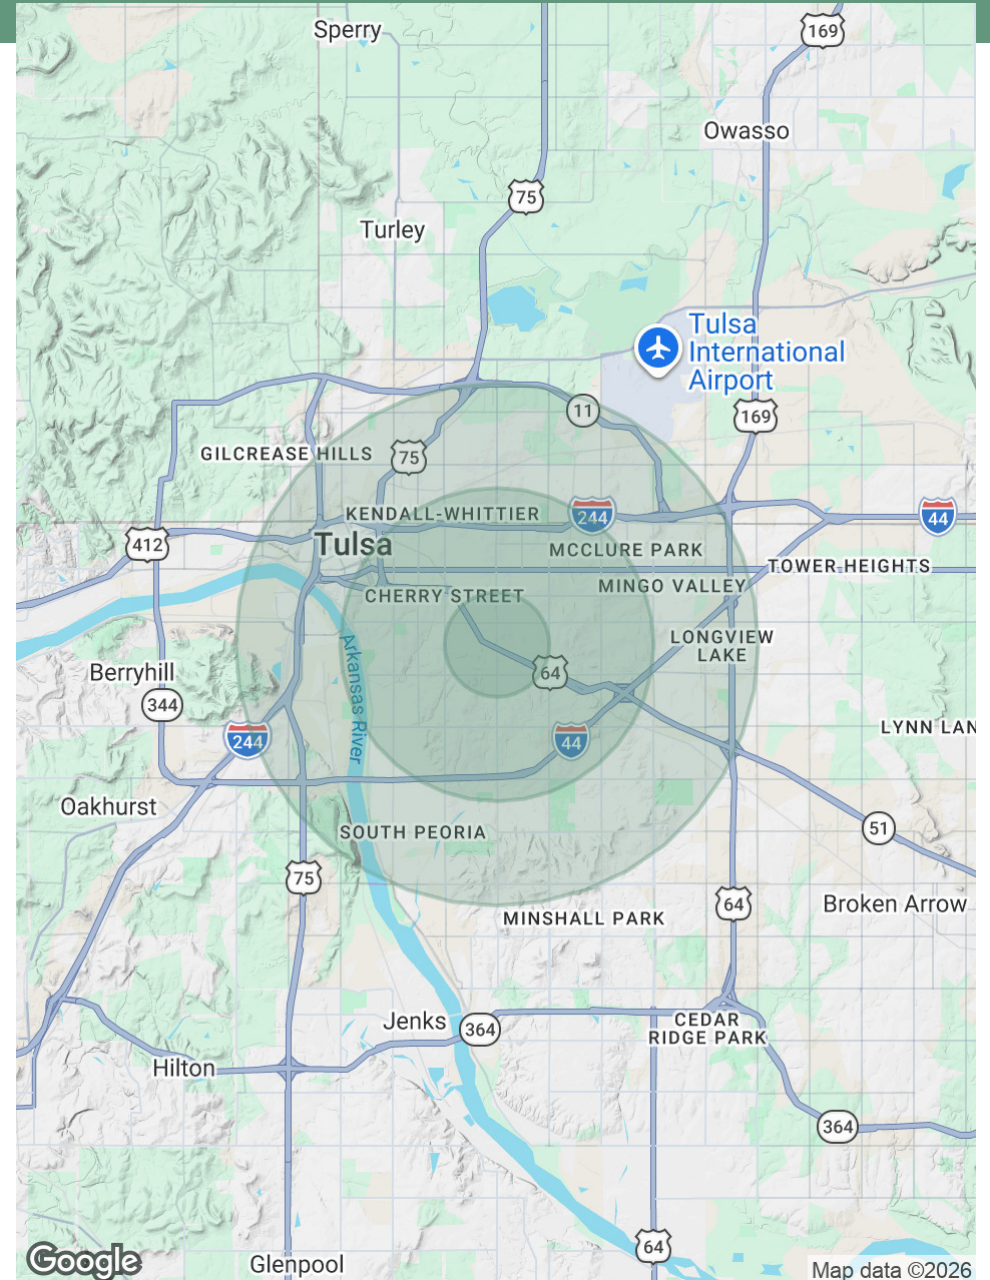 Sperry
169
Owasso
75
Turley
Tulsa
International
Airport
11
169
75
GILCREASE HILLS
KENDALL-WHITTIER
244
44
412
Tulsa
MCCLURE PARK
TOWER HEIGHTS
MINGO VALLEY
CHERRY STREET
LONGVIEW
LAKE
Arkansas River
Berryhill
64
344
LYNN LAN
244
44
Oakhurst
SOUTH PEORIA
51
75
64
Broken Arrow
MINSHALL PARK
Jenks
364
CEDAR
RIDGE PARK
Hilton
364
64
Google
Glenpool
Map data ©2026